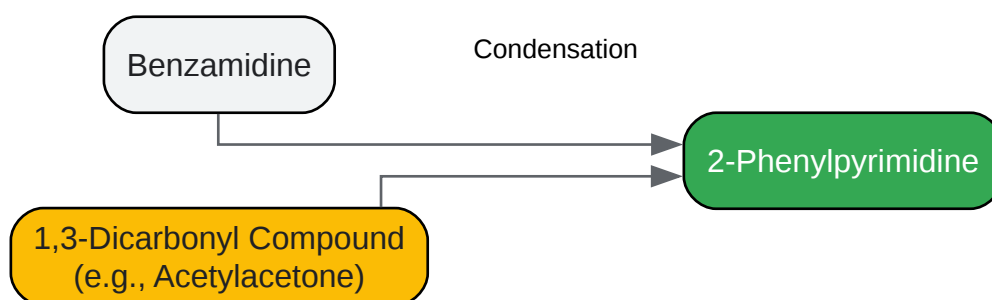 Benzamidine
Condensation
2-Phenylpyrimidine
1,3-Dicarbonyl Compound
(e.g., Acetylacetone)